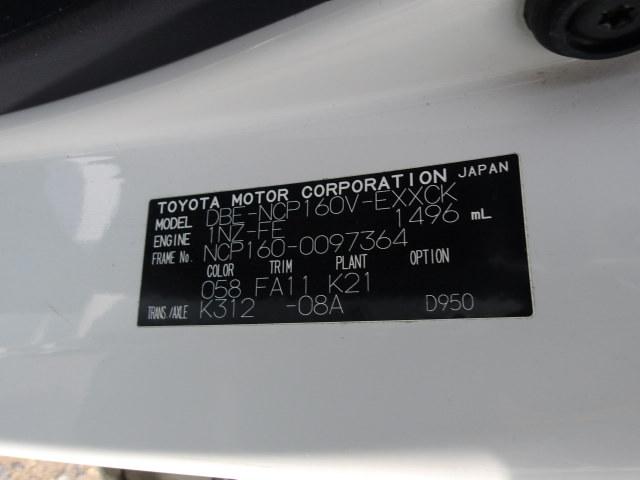 TOYOTA MOTOR CORPORATION JAPAN
MODEL DBE-NCP160V-EXXCK
ENGINE 1NZ-FE 1496 mL
FRAME No. NCP160-0097364
COLOR TRIM PLANT OPTION
058 FA11 K21
TRANS/AXLE K312 -08A D950